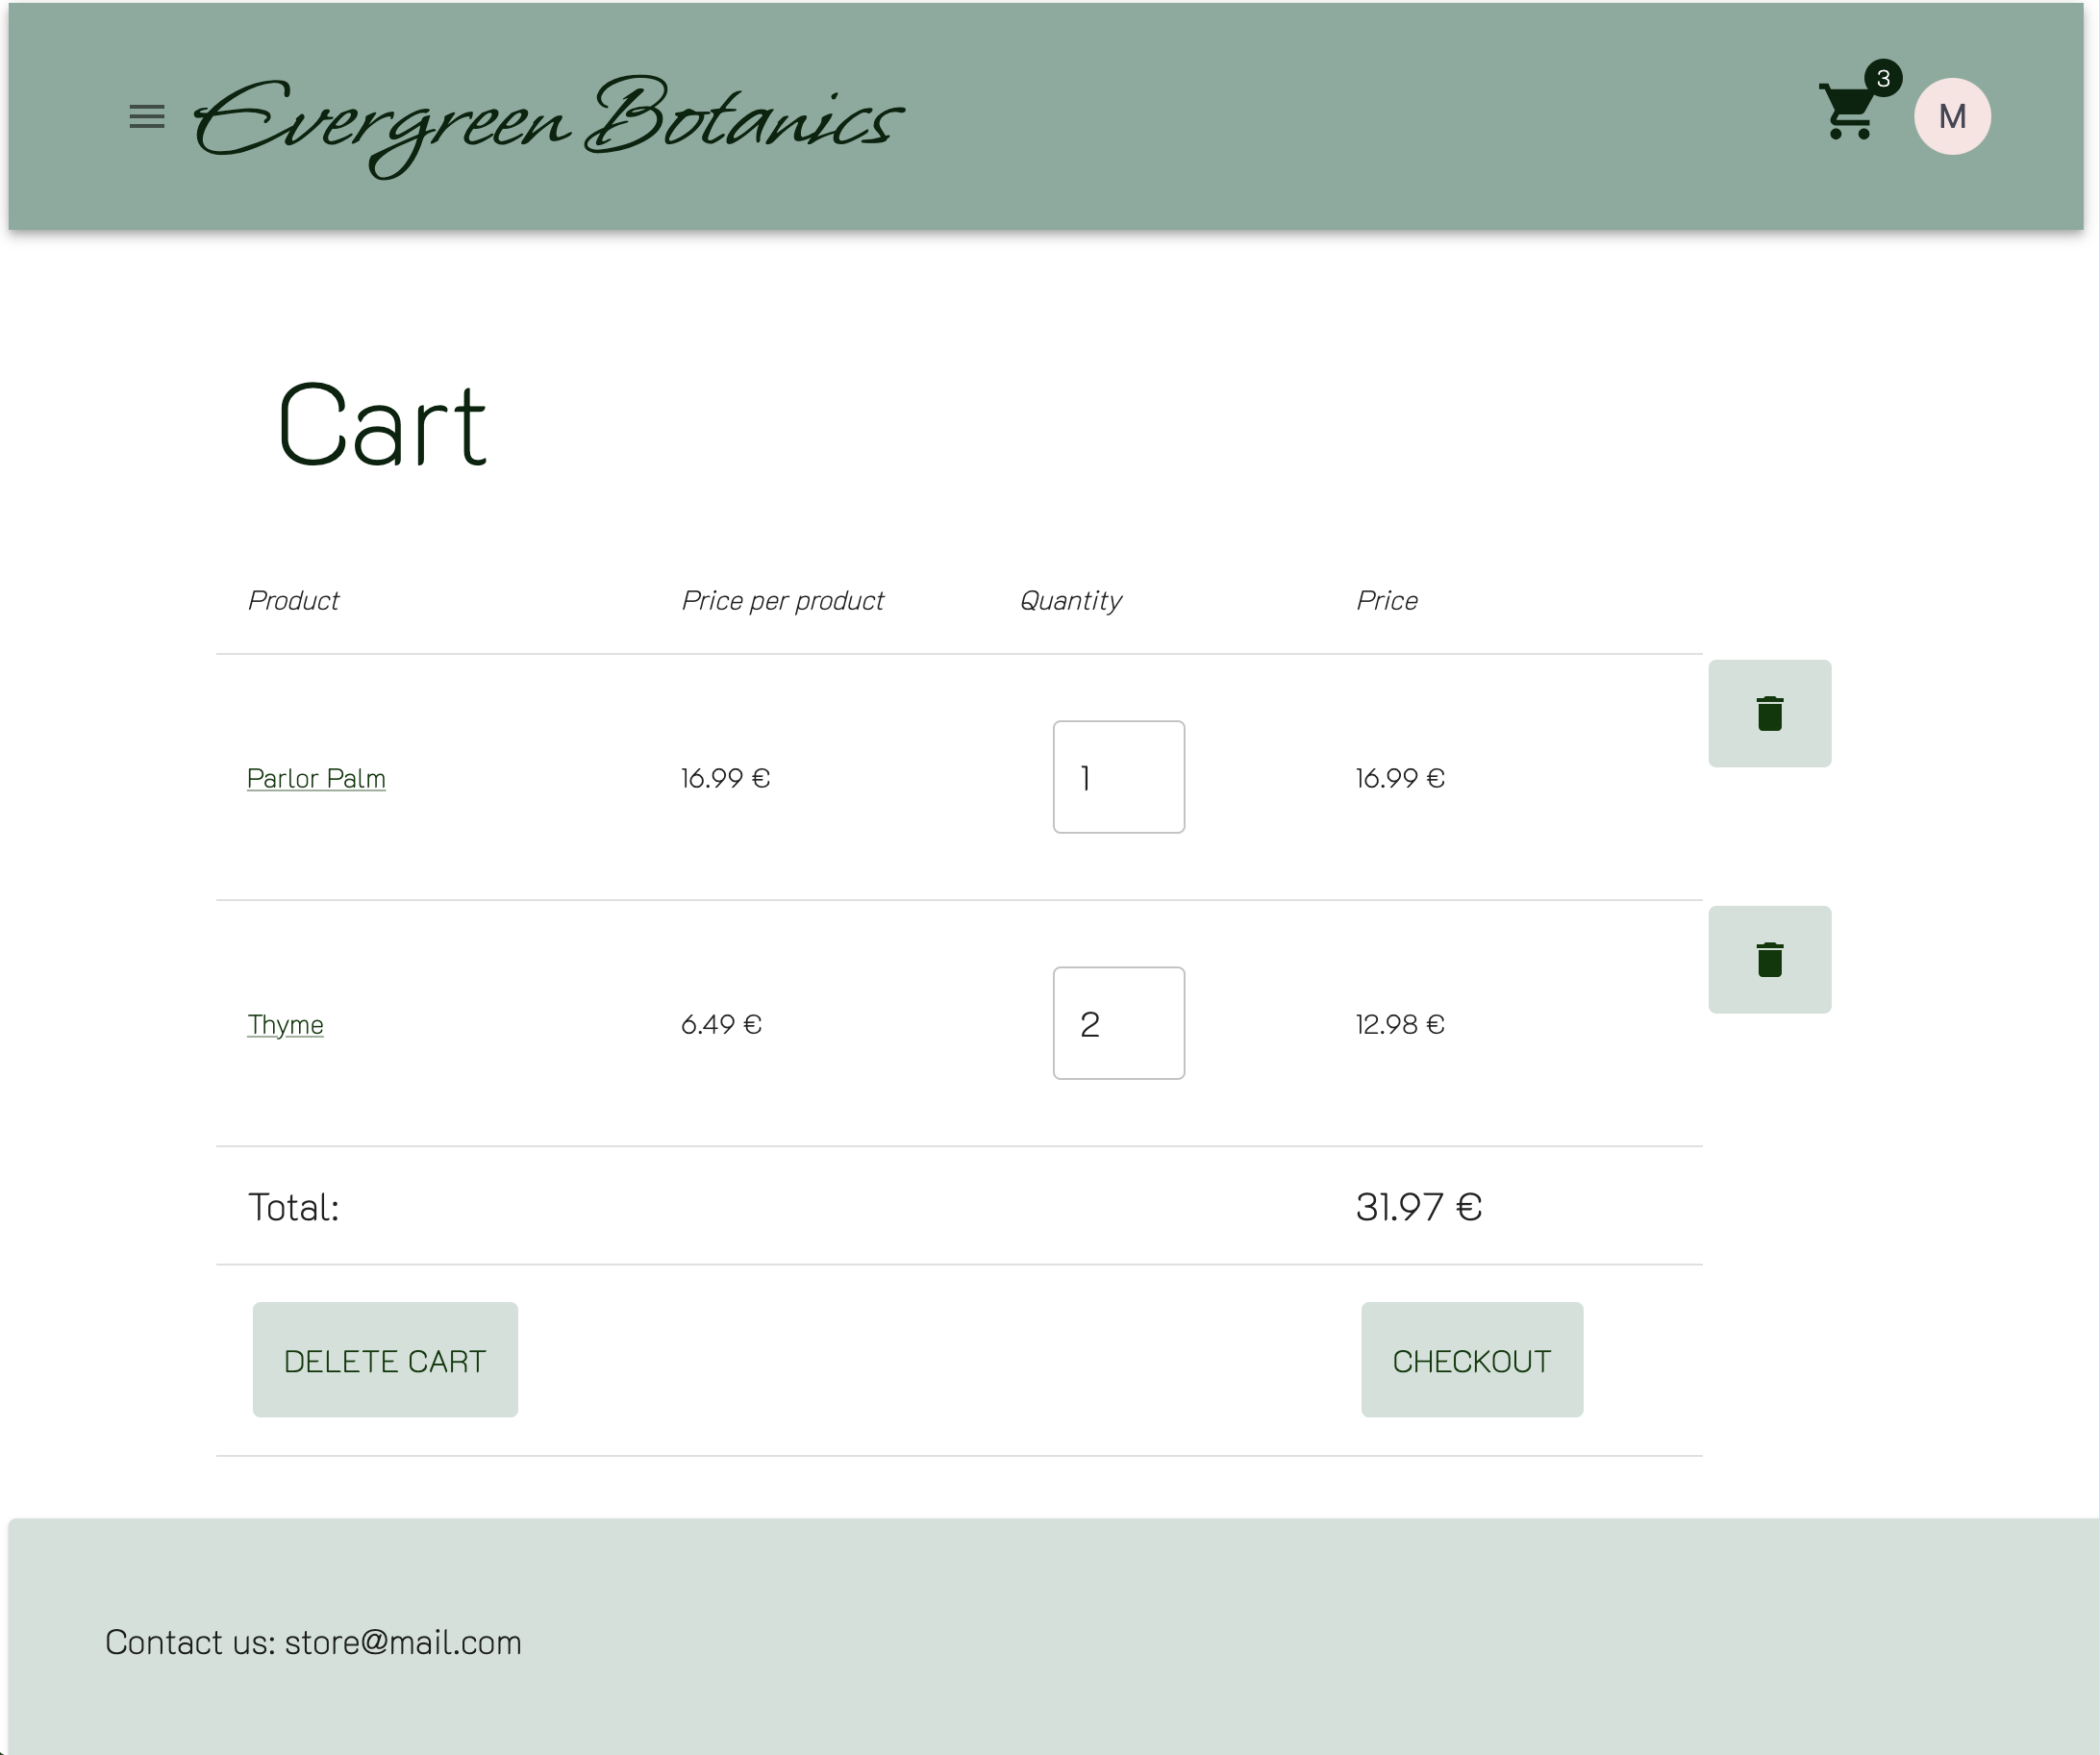 Evergreen Botanics 3 M
Cart
Product Price per product Quantity Price
Parlor Palm 16.99 € 1 16.99 €
Thyme 6.49 € 2 12.98 €
Total: 31.97 €
DELETE CART CHECKOUT
Contact us: store@mail.com